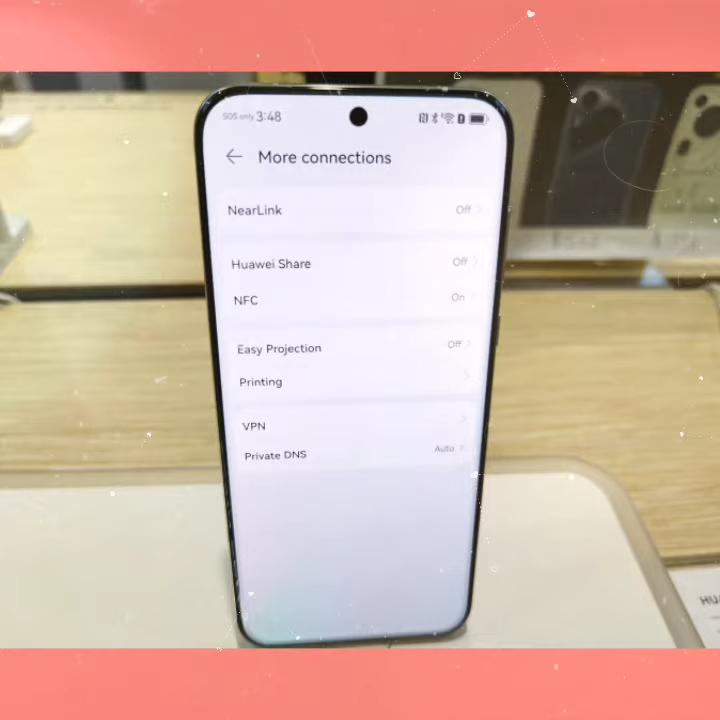 SOS only 3:48
More connections
NearLink Off
Huawei Share Off
NFC On
Easy Projection Off
Printing
VPN
Private DNS Auto